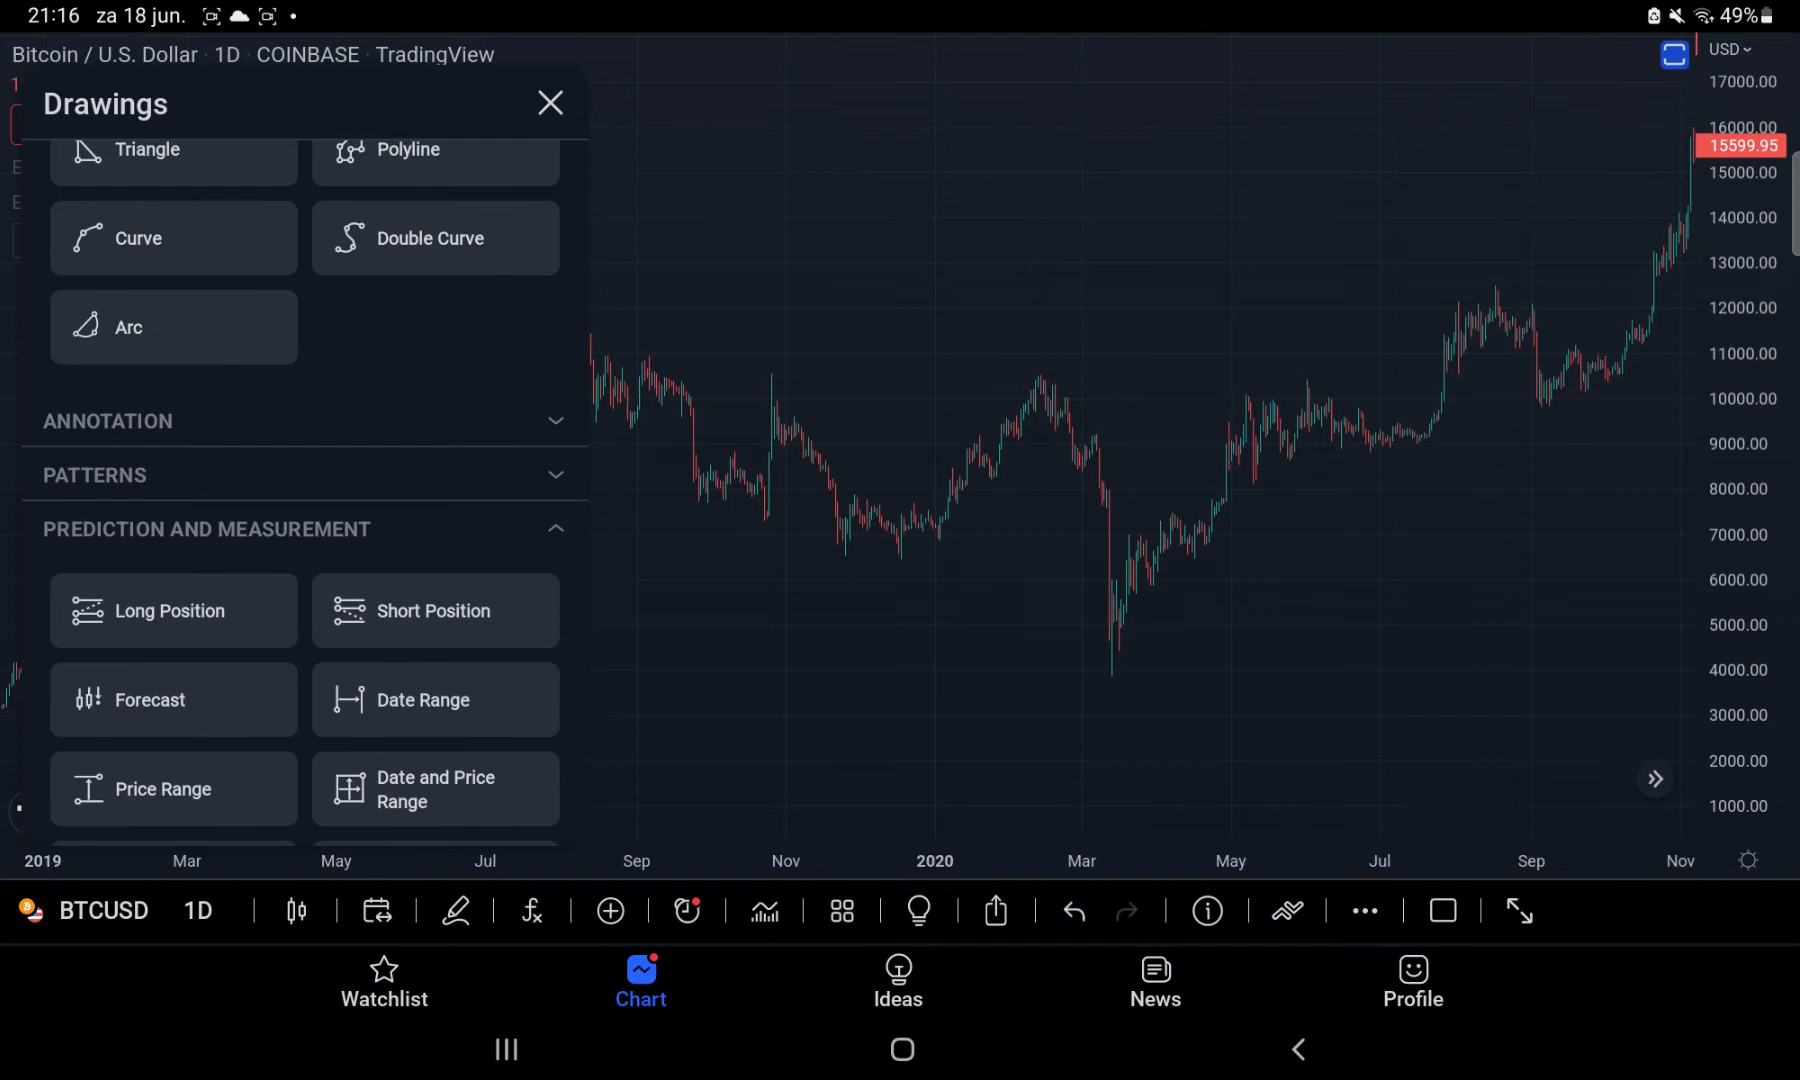 21:16 za 18 jun.
49%
Bitcoin / U.S. Dollar · 1D · COINBASE · TradingView
USD
Drawings
Triangle
Polyline
Curve
Double Curve
Arc
ANNOTATION
PATTERNS
PREDICTION AND MEASUREMENT
Long Position
Short Position
Forecast
Date Range
Price Range
Date and Price
Range
17000.00
16000.00
15599.95
15000.00
14000.00
13000.00
12000.00
11000.00
10000.00
9000.00
8000.00
7000.00
6000.00
5000.00
4000.00
3000.00
2000.00
1000.00
2019 Mar May Jul Sep Nov 2020 Mar May Jul Sep Nov
BTCUSD 1D
Watchlist
Chart
Ideas
News
Profile